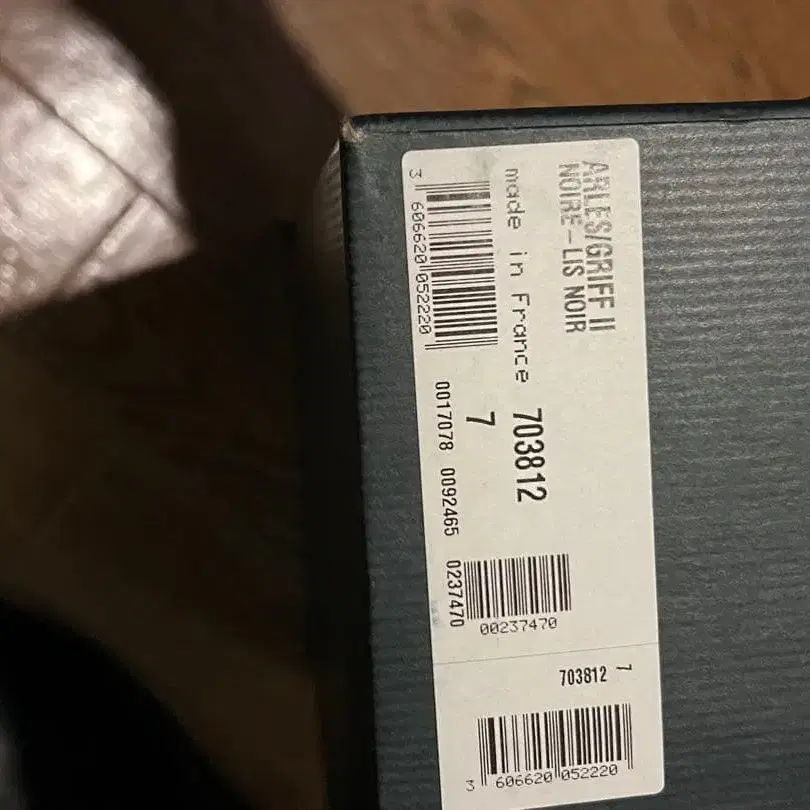 ARLES/GRIFF II
NOIRE-LIS NOIR
made in France 703812
7
3 606620 052220
0017078 0092465 0237470
00237470
703812 7
3 606620 052220